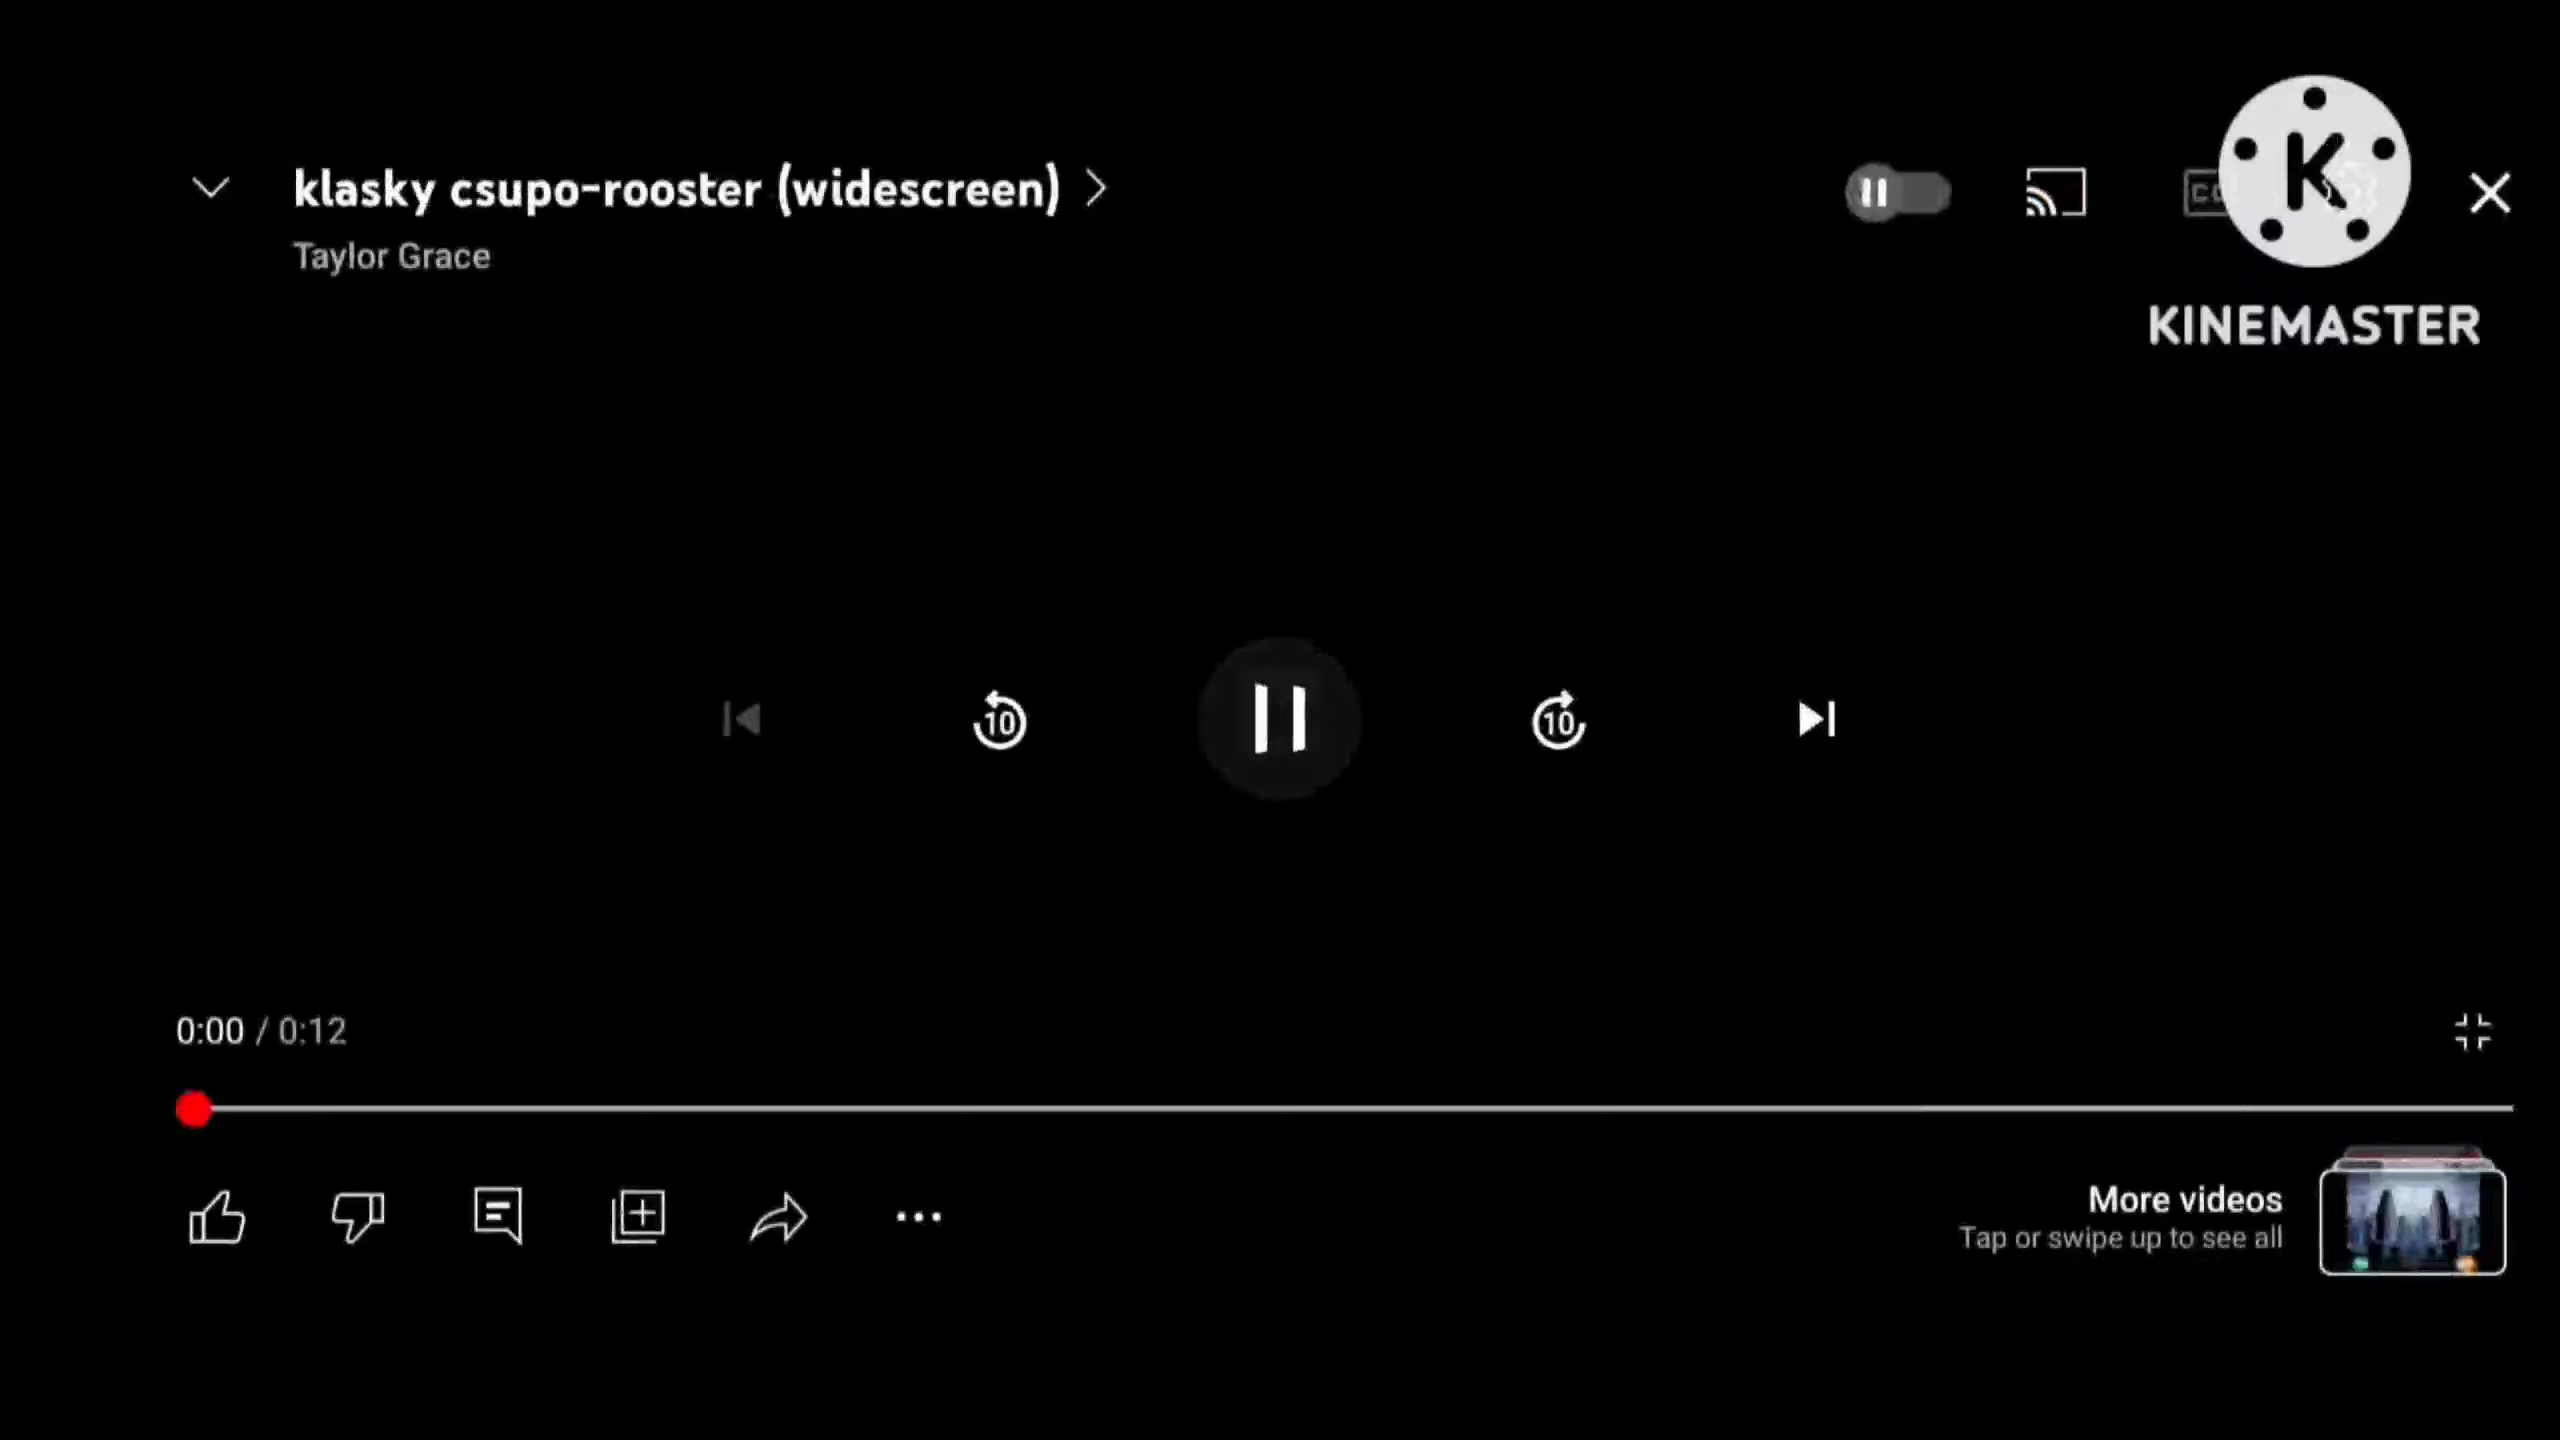 klasky csupo-rooster (widescreen)
Taylor Grace
K
KINEMASTER
10
10
0:00 / 0:12
More videos
Tap or swipe up to see all